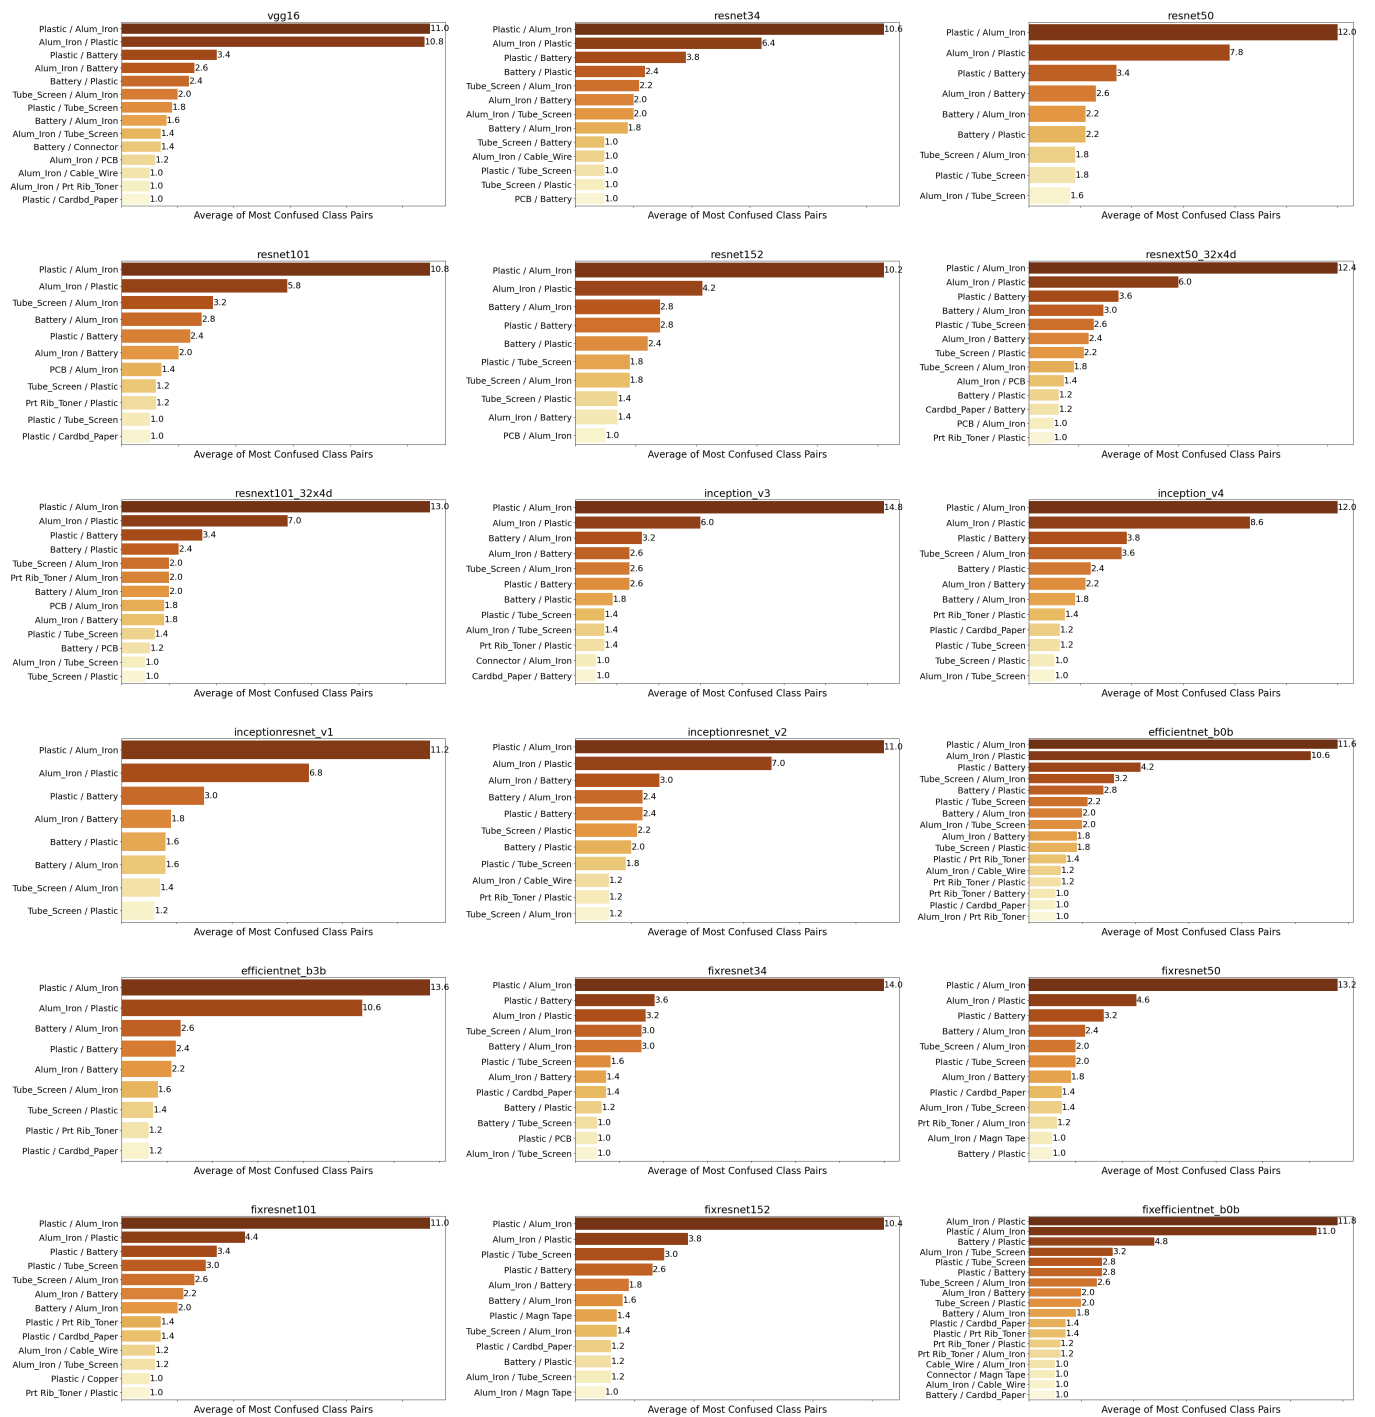 vgg16
Plastic / Alum_Iron 11.0
Alum_Iron / Plastic 10.8
Plastic / Battery 3.4
Alum_Iron / Battery 2.6
Battery / Plastic 2.4
Tube_Screen / Alum_Iron 2.0
Plastic / Tube_Screen 1.8
Battery / Alum_Iron 1.6
Alum_Iron / Tube_Screen 1.4
Battery / Connector 1.4
Alum_Iron / PCB 1.2
Alum_Iron / Cable_Wire 1.0
Alum_Iron / Prt Rib_Toner 1.0
Plastic / Cardbd_Paper 1.0
Average of Most Confused Class Pairs
resnet34
Plastic / Alum_Iron 10.6
Alum_Iron / Plastic 6.4
Plastic / Battery 3.8
Battery / Plastic 2.4
Tube_Screen / Alum_Iron 2.2
Alum_Iron / Battery 2.0
Alum_Iron / Tube_Screen 2.0
Battery / Alum_Iron 1.8
Tube_Screen / Battery 1.0
Alum_Iron / Cable_Wire 1.0
Plastic / Tube_Screen 1.0
Tube_Screen / Plastic 1.0
PCB / Battery 1.0
Average of Most Confused Class Pairs
resnet50
Plastic / Alum_Iron 12.0
Alum_Iron / Plastic 7.8
Plastic / Battery 3.4
Alum_Iron / Battery 2.6
Battery / Alum_Iron 2.2
Battery / Plastic 2.2
Tube_Screen / Alum_Iron 1.8
Plastic / Tube_Screen 1.8
Alum_Iron / Tube_Screen 1.6
Average of Most Confused Class Pairs
resnet101
Plastic / Alum_Iron 10.8
Alum_Iron / Plastic 5.8
Tube_Screen / Alum_Iron 3.2
Battery / Alum_Iron 2.8
Plastic / Battery 2.4
Alum_Iron / Battery 2.0
PCB / Alum_Iron 1.4
Tube_Screen / Plastic 1.2
Prt Rib_Toner / Plastic 1.2
Plastic / Tube_Screen 1.0
Plastic / Cardbd_Paper 1.0
Average of Most Confused Class Pairs
resnet152
Plastic / Alum_Iron 10.2
Alum_Iron / Plastic 4.2
Battery / Alum_Iron 2.8
Plastic / Battery 2.8
Battery / Plastic 2.4
Plastic / Tube_Screen 1.8
Tube_Screen / Alum_Iron 1.8
Tube_Screen / Plastic 1.4
Alum_Iron / Battery 1.4
PCB / Alum_Iron 1.0
Average of Most Confused Class Pairs
resnext50_32x4d
Plastic / Alum_Iron 12.4
Alum_Iron / Plastic 6.0
Plastic / Battery 3.6
Battery / Alum_Iron 3.0
Plastic / Tube_Screen 2.6
Alum_Iron / Battery 2.4
Tube_Screen / Plastic 2.2
Tube_Screen / Alum_Iron 1.8
Alum_Iron / PCB 1.4
Battery / Plastic 1.2
Cardbd_Paper / Battery 1.2
PCB / Alum_Iron 1.0
Prt Rib_Toner / Plastic 1.0
Average of Most Confused Class Pairs
resnext101_32x4d
Plastic / Alum_Iron 13.0
Alum_Iron / Plastic 7.0
Plastic / Battery 3.4
Battery / Plastic 2.4
Tube_Screen / Alum_Iron 2.0
Prt Rib_Toner / Alum_Iron 2.0
Battery / Alum_Iron 2.0
PCB / Alum_Iron 1.8
Alum_Iron / Battery 1.8
Plastic / Tube_Screen 1.4
Battery / PCB 1.2
Alum_Iron / Tube_Screen 1.0
Tube_Screen / Plastic 1.0
Average of Most Confused Class Pairs
inception_v3
Plastic / Alum_Iron 14.8
Alum_Iron / Plastic 6.0
Battery / Alum_Iron 3.2
Alum_Iron / Battery 2.6
Tube_Screen / Alum_Iron 2.6
Plastic / Battery 2.6
Battery / Plastic 1.8
Plastic / Tube_Screen 1.4
Alum_Iron / Tube_Screen 1.4
Prt Rib_Toner / Plastic 1.4
Connector / Alum_Iron 1.0
Cardbd_Paper / Battery 1.0
Average of Most Confused Class Pairs
inception_v4
Plastic / Alum_Iron 12.0
Alum_Iron / Plastic 8.6
Plastic / Battery 3.8
Tube_Screen / Alum_Iron 3.6
Battery / Plastic 2.4
Alum_Iron / Battery 2.2
Battery / Alum_Iron 1.8
Prt Rib_Toner / Plastic 1.4
Plastic / Cardbd_Paper 1.2
Plastic / Tube_Screen 1.2
Tube_Screen / Plastic 1.0
Alum_Iron / Tube_Screen 1.0
Average of Most Confused Class Pairs
inceptionresnet_v1
Plastic / Alum_Iron 11.2
Alum_Iron / Plastic 6.8
Plastic / Battery 3.0
Alum_Iron / Battery 1.8
Battery / Plastic 1.6
Battery / Alum_Iron 1.6
Tube_Screen / Alum_Iron 1.4
Tube_Screen / Plastic 1.2
Average of Most Confused Class Pairs
inceptionresnet_v2
Plastic / Alum_Iron 11.0
Alum_Iron / Plastic 7.0
Alum_Iron / Battery 3.0
Battery / Alum_Iron 2.4
Plastic / Battery 2.4
Tube_Screen / Plastic 2.2
Battery / Plastic 2.0
Plastic / Tube_Screen 1.8
Alum_Iron / Cable_Wire 1.2
Prt Rib_Toner / Plastic 1.2
Tube_Screen / Alum_Iron 1.2
Average of Most Confused Class Pairs
efficientnet_b0b
Plastic / Alum_Iron 11.6
Alum_Iron / Plastic 10.6
Plastic / Battery 4.2
Tube_Screen / Alum_Iron 3.2
Battery / Plastic 2.8
Plastic / Tube_Screen 2.2
Battery / Alum_Iron 2.0
Alum_Iron / Tube_Screen 2.0
Alum_Iron / Battery 1.8
Tube_Screen / Plastic 1.8
Plastic / Prt Rib_Toner 1.4
Alum_Iron / Cable_Wire 1.2
Prt Rib_Toner / Plastic 1.2
Prt Rib_Toner / Battery 1.0
Plastic / Cardbd_Paper 1.0
Alum_Iron / Prt Rib_Toner 1.0
Average of Most Confused Class Pairs
efficientnet_b3b
Plastic / Alum_Iron 13.6
Alum_Iron / Plastic 10.6
Battery / Alum_Iron 2.6
Plastic / Battery 2.4
Alum_Iron / Battery 2.2
Tube_Screen / Alum_Iron 1.6
Tube_Screen / Plastic 1.4
Plastic / Prt Rib_Toner 1.2
Plastic / Cardbd_Paper 1.2
Average of Most Confused Class Pairs
fixresnet34
Plastic / Alum_Iron 14.0
Plastic / Battery 3.6
Alum_Iron / Plastic 3.2
Tube_Screen / Alum_Iron 3.0
Battery / Alum_Iron 3.0
Plastic / Tube_Screen 1.6
Alum_Iron / Battery 1.4
Plastic / Cardbd_Paper 1.4
Battery / Plastic 1.2
Battery / Tube_Screen 1.0
Plastic / PCB 1.0
Alum_Iron / Tube_Screen 1.0
Average of Most Confused Class Pairs
fixresnet50
Plastic / Alum_Iron 13.2
Alum_Iron / Plastic 4.6
Plastic / Battery 3.2
Battery / Alum_Iron 2.4
Tube_Screen / Alum_Iron 2.0
Plastic / Tube_Screen 2.0
Alum_Iron / Battery 1.8
Plastic / Cardbd_Paper 1.4
Alum_Iron / Tube_Screen 1.4
Prt Rib_Toner / Alum_Iron 1.2
Alum_Iron / Magn Tape 1.0
Battery / Plastic 1.0
Average of Most Confused Class Pairs
fixresnet101
Plastic / Alum_Iron 11.0
Alum_Iron / Plastic 4.4
Plastic / Battery 3.4
Plastic / Tube_Screen 3.0
Tube_Screen / Alum_Iron 2.6
Alum_Iron / Battery 2.2
Battery / Alum_Iron 2.0
Plastic / Prt Rib_Toner 1.4
Plastic / Cardbd_Paper 1.4
Alum_Iron / Cable_Wire 1.2
Alum_Iron / Tube_Screen 1.2
Plastic / Copper 1.0
Prt Rib_Toner / Plastic 1.0
Average of Most Confused Class Pairs
fixresnet152
Plastic / Alum_Iron 10.4
Alum_Iron / Plastic 3.8
Plastic / Tube_Screen 3.0
Plastic / Battery 2.6
Alum_Iron / Battery 1.8
Battery / Alum_Iron 1.6
Plastic / Magn Tape 1.4
Tube_Screen / Alum_Iron 1.4
Plastic / Cardbd_Paper 1.2
Battery / Plastic 1.2
Alum_Iron / Tube_Screen 1.2
Alum_Iron / Magn Tape 1.0
Average of Most Confused Class Pairs
fixefficientnet_b0b
Alum_Iron / Plastic 11.8
Plastic / Alum_Iron 11.0
Battery / Plastic 4.8
Alum_Iron / Tube_Screen 3.2
Plastic / Tube_Screen 2.8
Plastic / Battery 2.8
Tube_Screen / Alum_Iron 2.6
Alum_Iron / Battery 2.0
Tube_Screen / Plastic 2.0
Battery / Alum_Iron 1.8
Plastic / Cardbd_Paper 1.4
Plastic / Prt Rib_Toner 1.4
Prt Rib_Toner / Plastic 1.2
Prt Rib_Toner / Alum_Iron 1.2
Cable_Wire / Alum_Iron 1.0
Connector / Magn Tape 1.0
Alum_Iron / Cable_Wire 1.0
Battery / Cardbd_Paper 1.0
Average of Most Confused Class Pairs